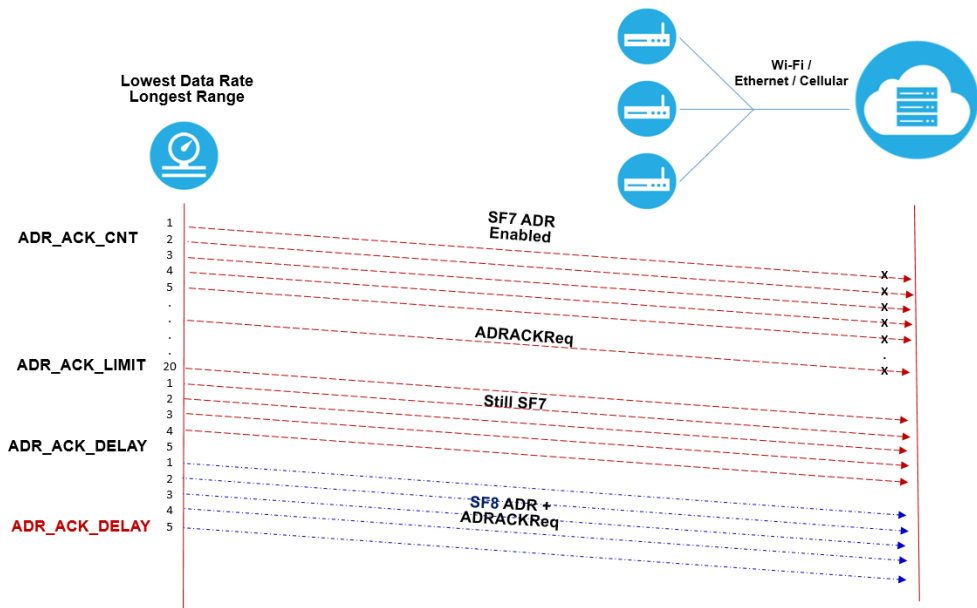 Lowest Data Rate
Longest Range
Wi-Fi /
Ethernet / Cellular
ADR_ACK_CNT
1
2
3
4
5
.
.
.
SF7 ADR
Enabled
X
X
X
X
X
.
X
ADRACKReq
ADR_ACK_LIMIT
20
1
2
3
4
5
Still SF7
ADR_ACK_DELAY
1
2
3
4
5
SF8 ADR +
ADRACKReq
ADR_ACK_DELAY